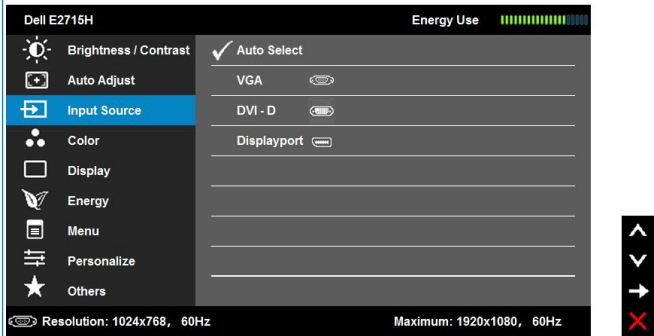 Dell E2715H Energy Use
Brightness / Contrast Auto Select
Auto Adjust VGA
Input Source DVI - D
Color Displayport
Display
Energy
Menu
Personalize
Others
Resolution: 1024x768, 60Hz Maximum: 1920x1080, 60Hz